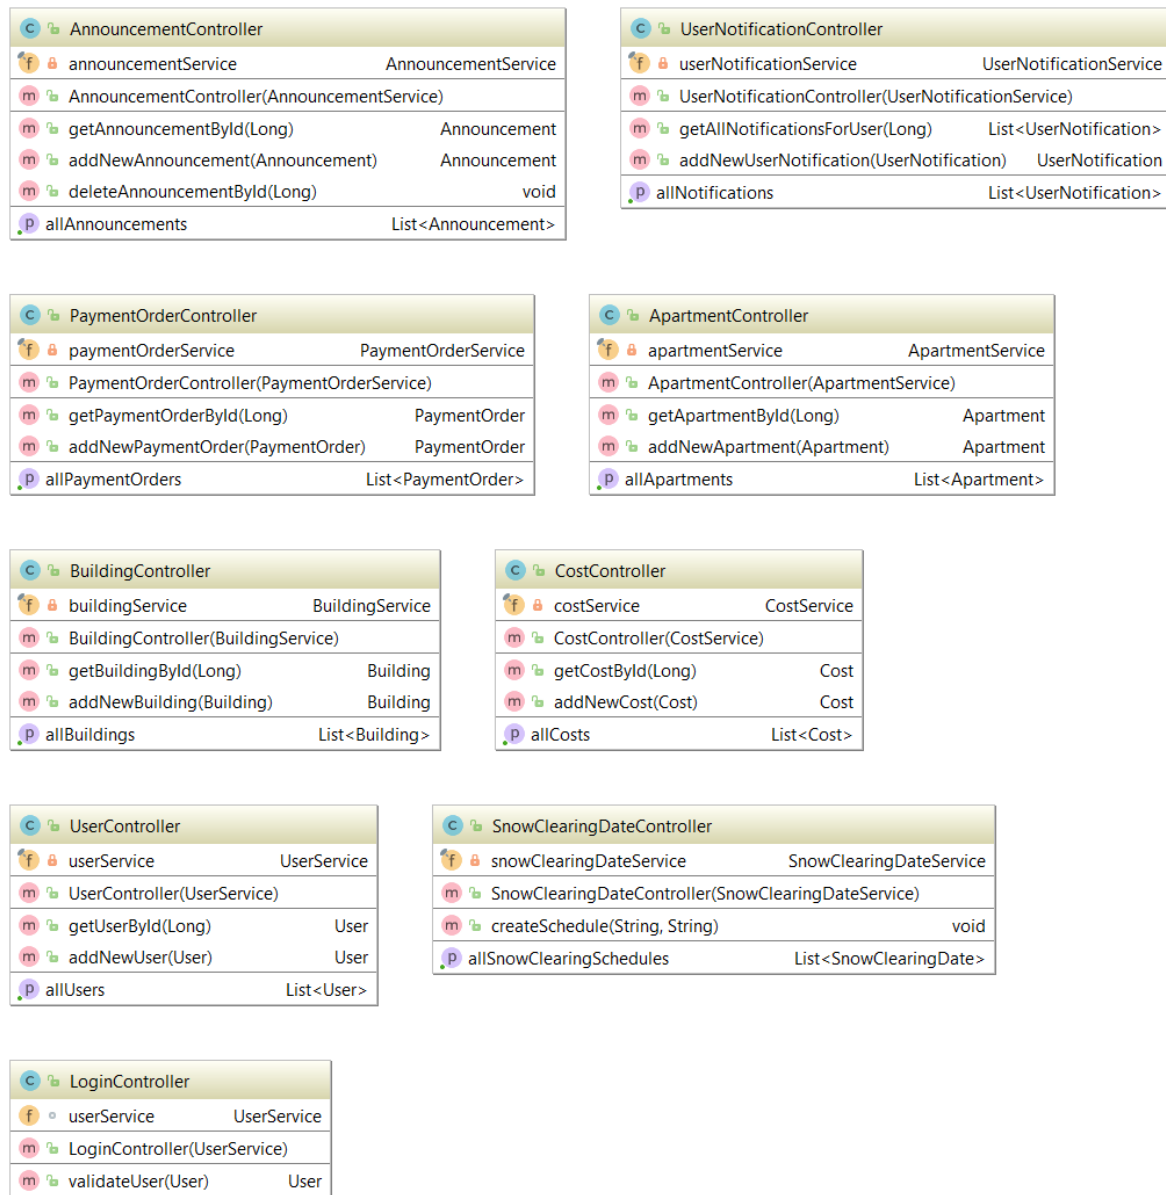 AnnouncementController
announcementService AnnouncementService
AnnouncementController(AnnouncementService)
getAnnouncementById(Long) Announcement
addNewAnnouncement(Announcement) Announcement
deleteAnnouncementById(Long) void
allAnnouncements List<Announcement>
UserNotificationController
userNotificationService UserNotificationService
UserNotificationController(UserNotificationService)
getAllNotificationsForUser(Long) List<UserNotification>
addNewUserNotification(UserNotification) UserNotification
allNotifications List<UserNotification>
PaymentOrderController
paymentOrderService PaymentOrderService
PaymentOrderController(PaymentOrderService)
getPaymentOrderById(Long) PaymentOrder
addNewPaymentOrder(PaymentOrder) PaymentOrder
allPaymentOrders List<PaymentOrder>
ApartmentController
apartmentService ApartmentService
ApartmentController(ApartmentService)
getApartmentById(Long) Apartment
addNewApartment(Apartment) Apartment
allApartments List<Apartment>
BuildingController
buildingService BuildingService
BuildingController(BuildingService)
getBuildingById(Long) Building
addNewBuilding(Building) Building
allBuildings List<Building>
CostController
costService CostService
CostController(CostService)
getCostById(Long) Cost
addNewCost(Cost) Cost
allCosts List<Cost>
UserController
userService UserService
UserController(UserService)
getUserById(Long) User
addNewUser(User) User
allUsers List<User>
SnowClearingDateController
snowClearingDateService SnowClearingDateService
SnowClearingDateController(SnowClearingDateService)
createSchedule(String, String) void
allSnowClearingSchedules List<SnowClearingDate>
LoginController
userService UserService
LoginController(UserService)
validateUser(User) User